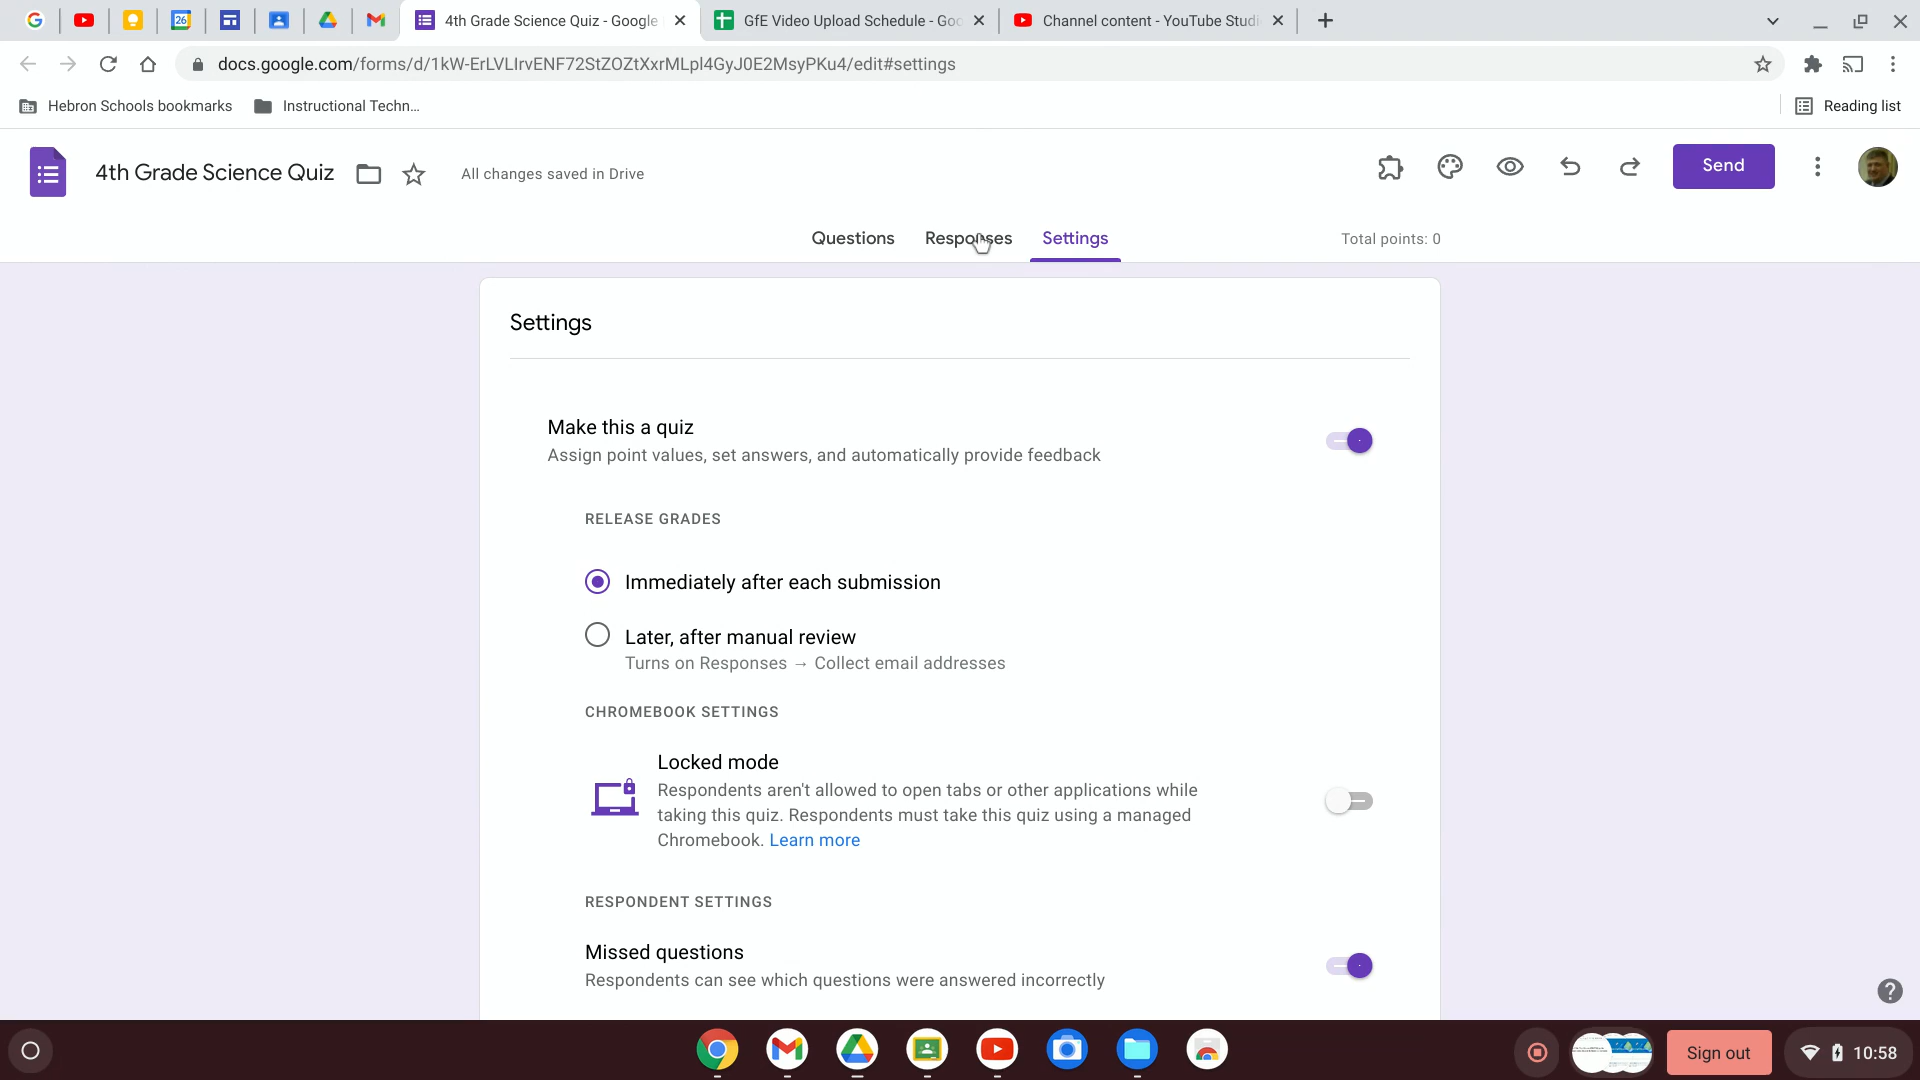 4th Grade Science Quiz - Google
GfE Video Upload Schedule - Goo
Channel content - YouTube Studi
26
docs.google.com/forms/d/1kW-ErLVLIrvENF72StZOZtXxrMLpl4GyJ0E2MsyPKu4/edit#settings
Hebron Schools bookmarks
Instructional Techn...
Reading list
4th Grade Science Quiz
All changes saved in Drive
Send
Questions
Responses
Settings
Total points: 0
Settings
Make this a quiz
Assign point values, set answers, and automatically provide feedback
RELEASE GRADES
Immediately after each submission
Later, after manual review
Turns on Responses → Collect email addresses
CHROMEBOOK SETTINGS
Locked mode
Respondents aren't allowed to open tabs or other applications while
taking this quiz. Respondents must take this quiz using a managed
Chromebook. Learn more
RESPONDENT SETTINGS
Missed questions
Respondents can see which questions were answered incorrectly
Sign out
10:58